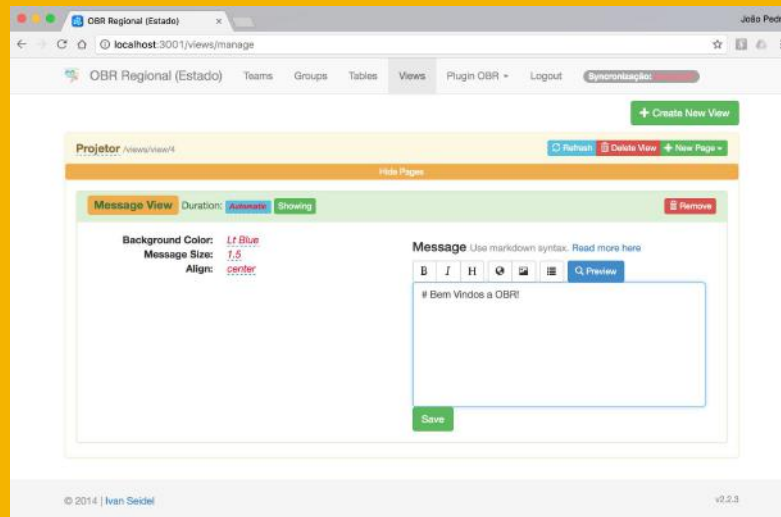 OBR Regional (Estado)
João Pedr
localhost:3001/views/manage
OBR Regional (Estado) Teams Groups Tables Views Plugin OBR Logout Syncronização:
+ Create New View
Projetor /views/view/4 Refresh Delete View + New Page
Hide Pages
Message View Duration: Automatic Showing Remove
Background Color: Lt Blue
Message Size: 1.5
Align: center
Message Use markdown syntax. Read more here
B I H Preview
# Bem Vindos a OBR!
Save
© 2014 | Ivan Seidel v2.2.3